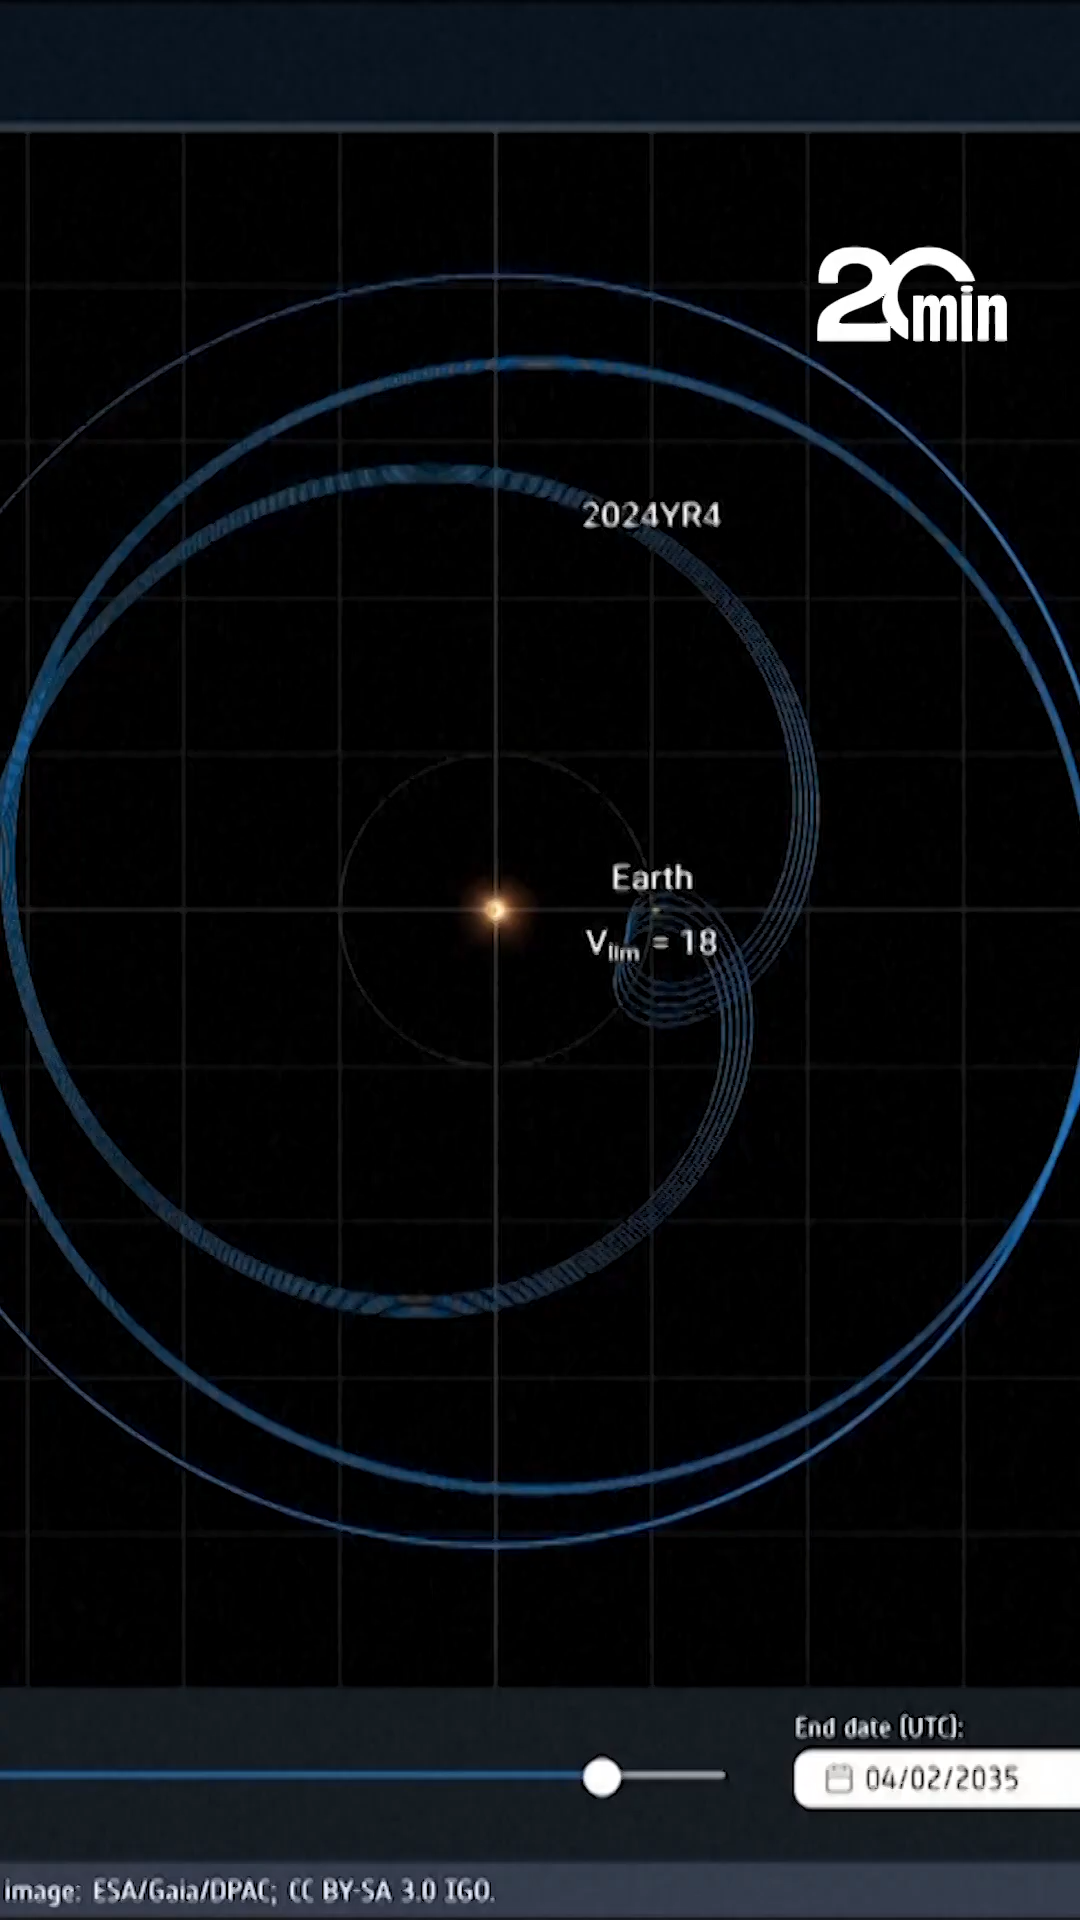 20min
2024YR4
Earth
Vlim = 18
End date (UTC):
04/02/2035
image: ESA/Gaia/DPAC; CC BY-SA 3.0 IGO.